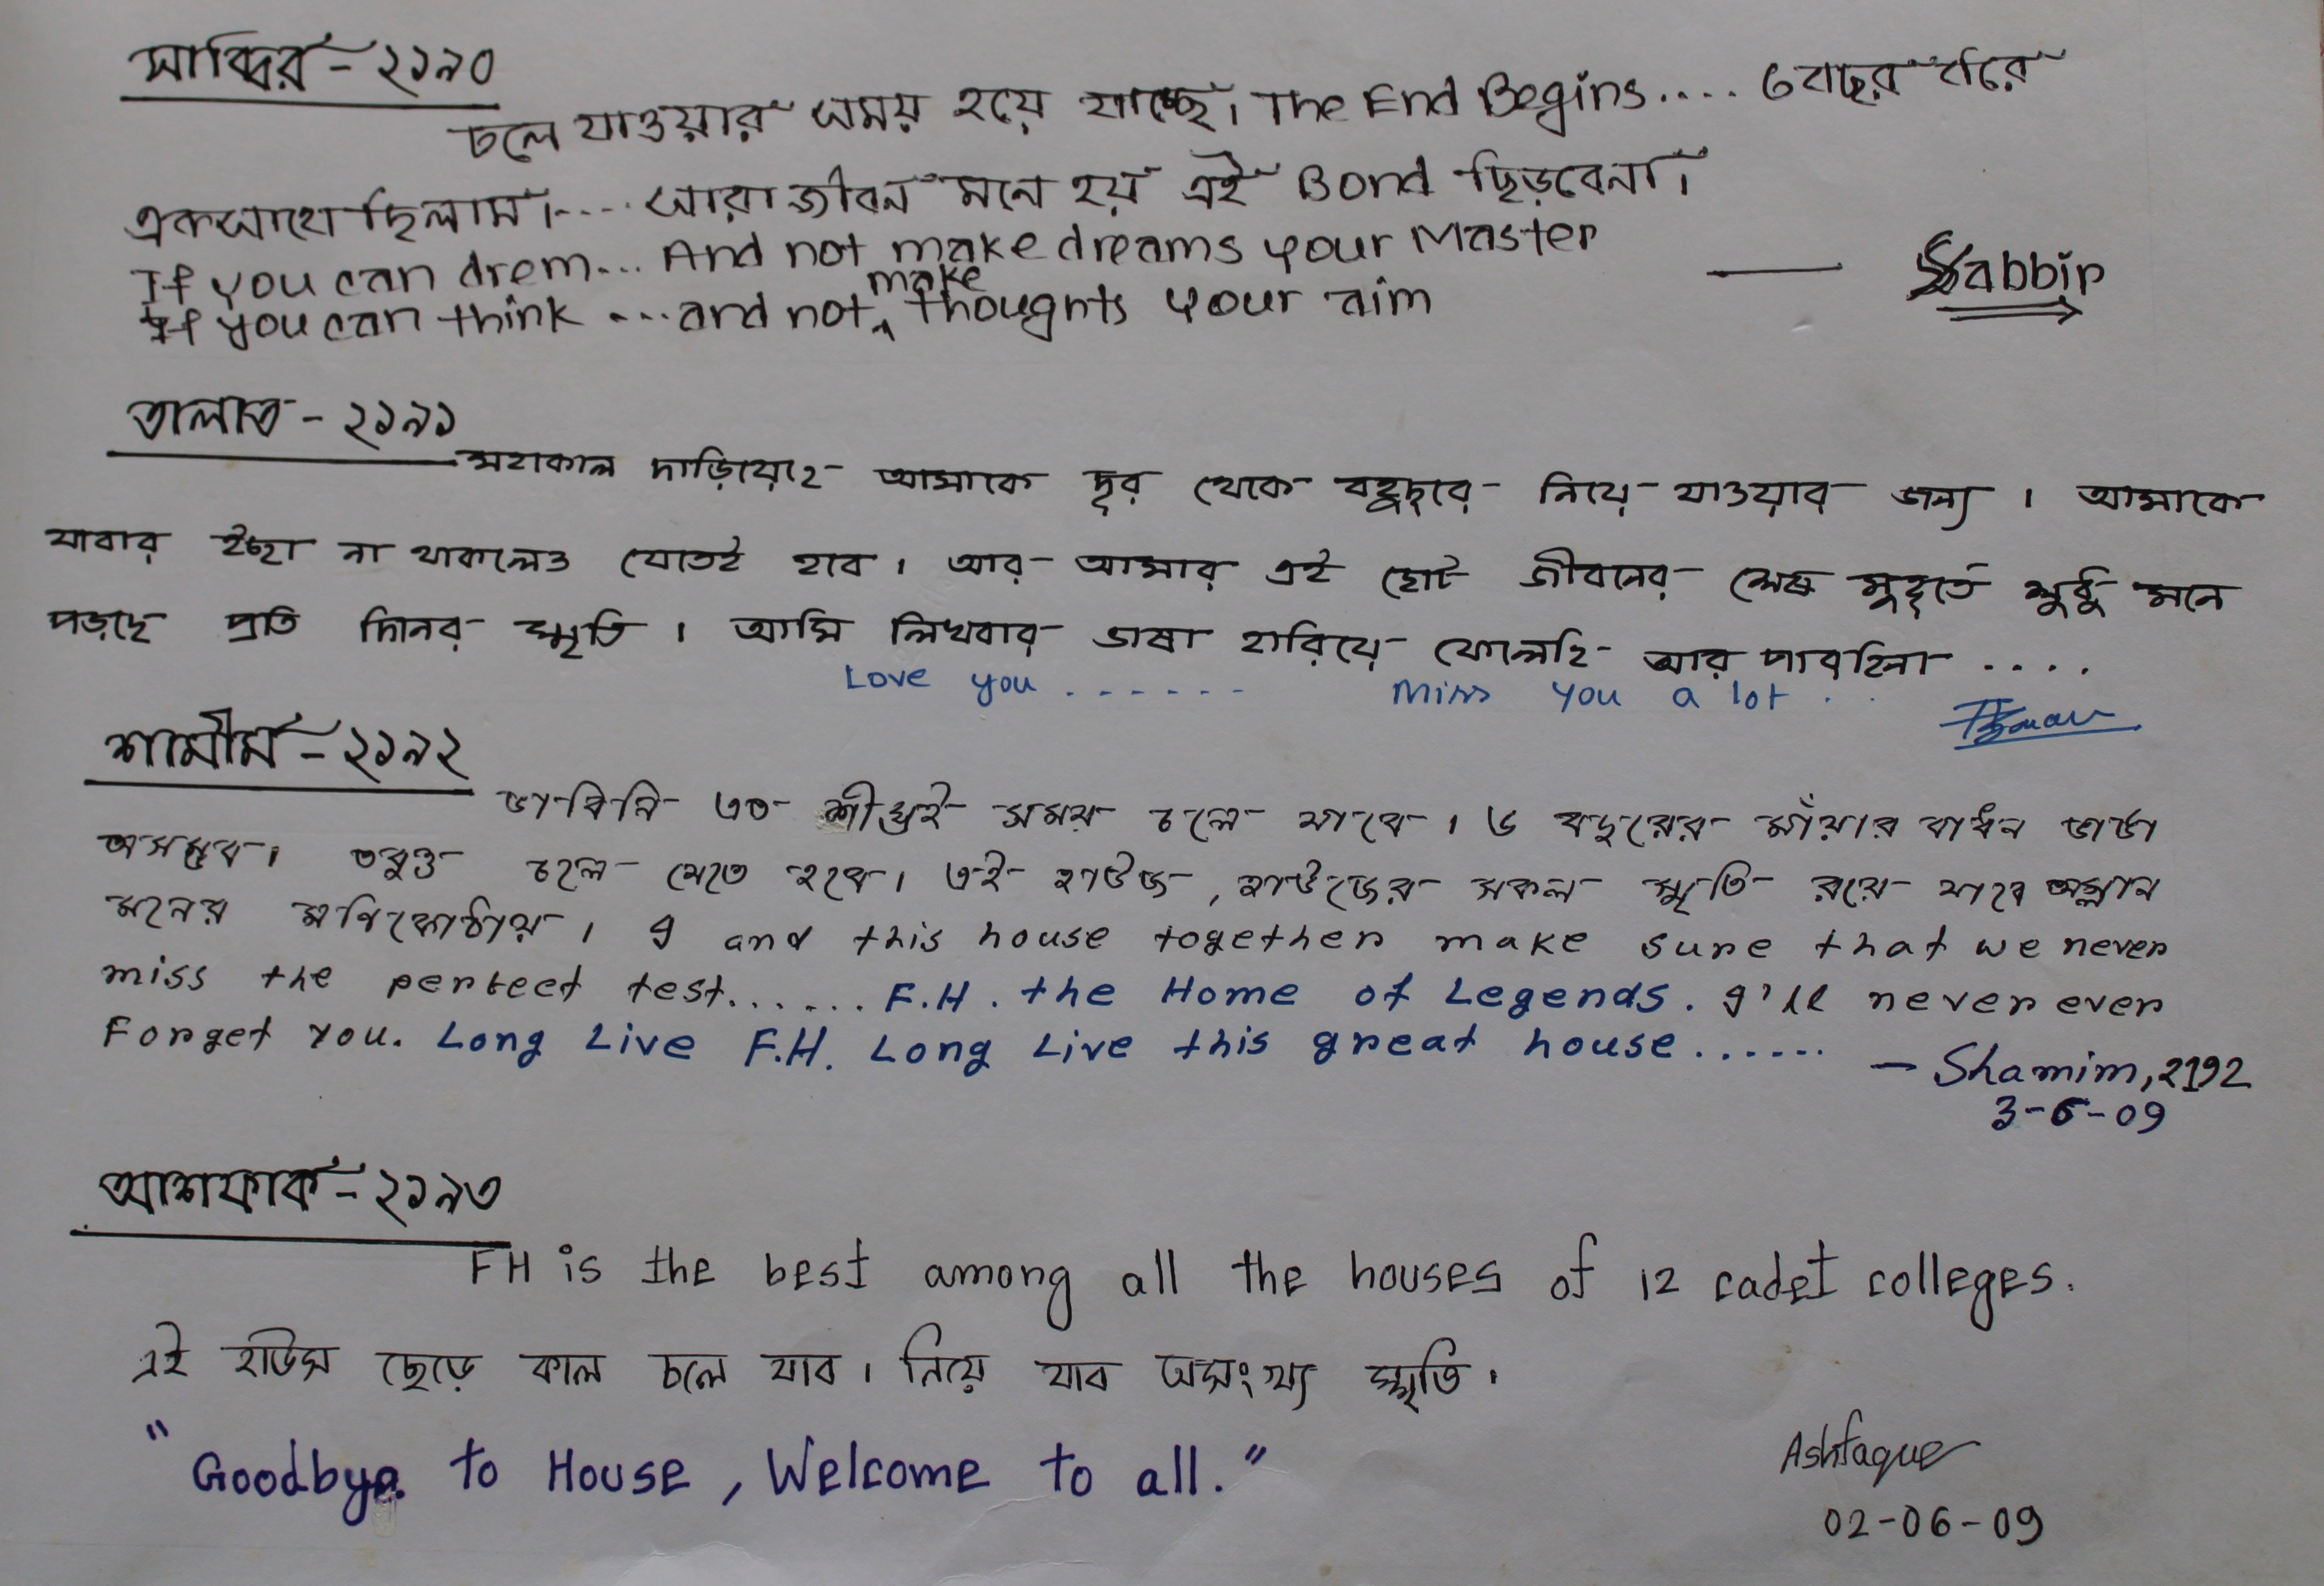 সাব্বির - ২১৯০
চলে যাওয়ার সময় হয়ে যাচ্ছে। The End Begins.... ৬ বছর ধরে
একসাথে ছিলাম।.... সারা জীবন মনে হয় এই Bond ছিড়বেনা।
If you can drem... And not make dreams your Master
If you can think ...and not make thoughts your aim
— Sabbir
তালাত - ২১৯১
মহাকাল দাড়িয়েছে আমাকে দূর থেকে বহুদূরে নিয়ে যাওয়ার জন্য । আমাকে
যাবার ইচ্ছা না থাকলেও যেতেই হবে । আর আমার এই ছোট জীবনের শেষ মুহূর্তে শুধু মনে
পড়ছে প্রতি দিনের স্মৃতি । আমি লিখবার ভাষা হারিয়ে ফেলেছি আর পারছিনা ....
Love you ....... Miss you a lot ..
শামীম - ২১৯২
ভাবিনি এত শীঘ্রই সময় চলে যাবে । ৬ বছরের মাঁয়ার বাধন ভাঙা
অসম্ভব। তবুও চলে যেতে হবে। এই হাউজ, হাউজের সকল স্মৃতি রয়ে যাবে অম্লান
মনের মণিকোঠায় । I and this house together make sure that we never
miss the perfect test...... F.H. the Home of Legends. I'll never ever
Forget you. Long Live F.H. Long Live this great house......
— Shamim, 2192
3-6-09
আশফাক - ২১৯৩
FH is the best among all the houses of 12 cadet colleges.
এই হাউস ছেড়ে কাল চলে যাব । নিয়ে যাব অসংখ্য স্মৃতি ।
"Goodbye to House, Welcome to all."
Ashfaque
02-06-09